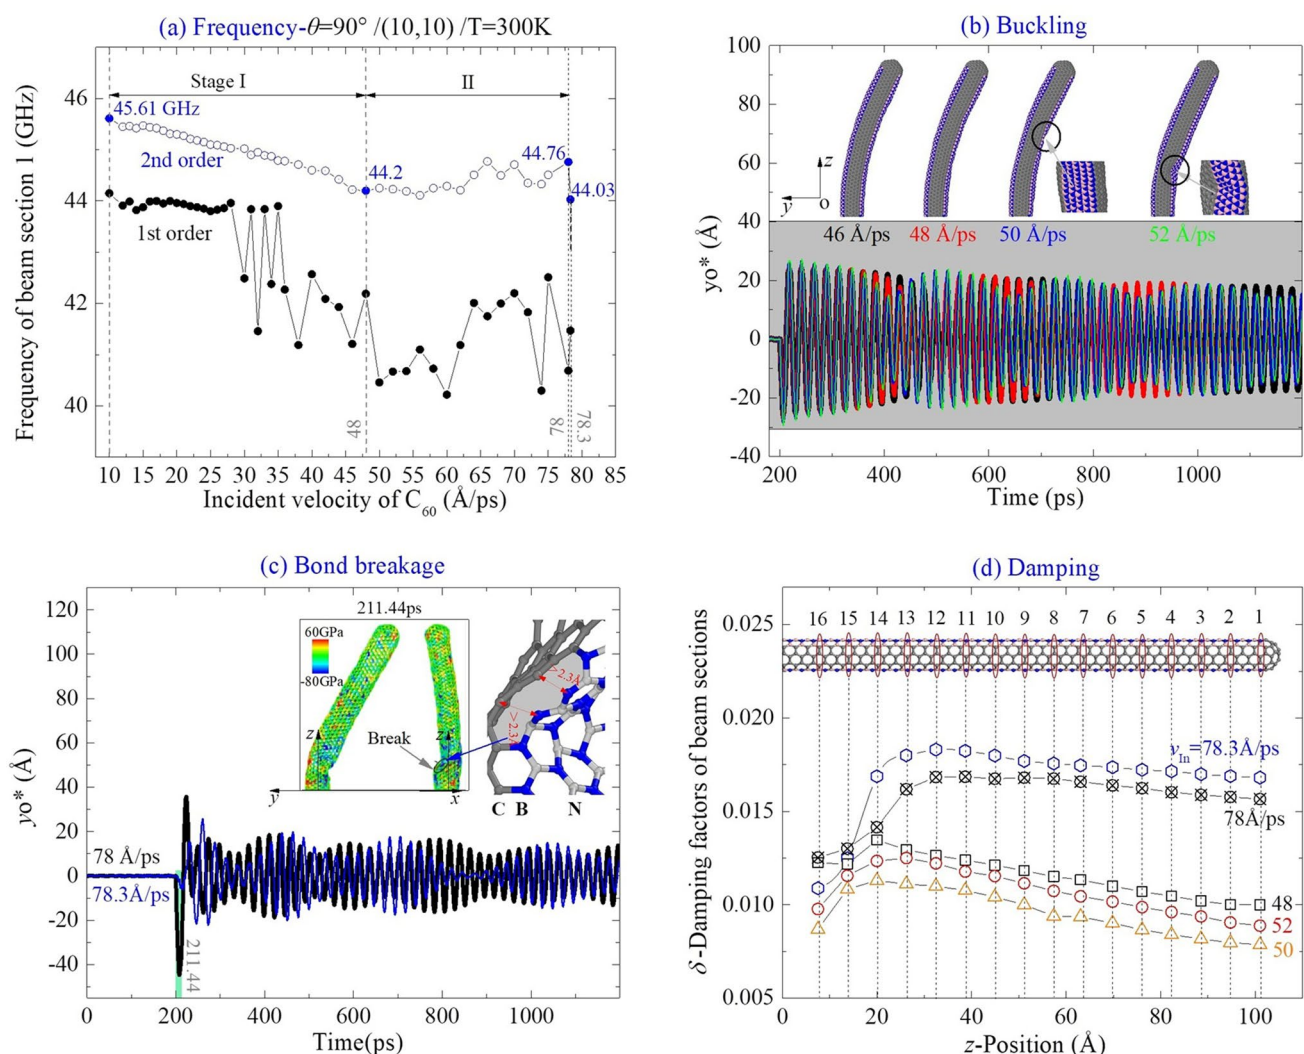 (a) Frequency-θ=90° /(10,10) /T=300K
Frequency of beam section 1 (GHz)
46
44
42
40
Stage I
II
45.61 GHz
2nd order
44.2
44.76
44.03
1st order
48
78
78.3
10 15 20 25 30 35 40 45 50 55 60 65 70 75 80 85
Incident velocity of C60 (Å/ps)
(b) Buckling
yo* (Å)
100
80
60
40
20
0
-20
-40
z
y
o
46 Å/ps
48 Å/ps
50 Å/ps
52 Å/ps
200 400 600 800 1000
Time (ps)
(c) Bond breakage
yo* (Å)
120
100
80
60
40
20
0
-20
-40
211.44ps
60GPa
-80GPa
z
z
Break
y
x
>2.3Å
>2.3Å
C B N
78 Å/ps
78.3Å/ps
211.44
0 200 400 600 800 1000
Time(ps)
(d) Damping
δ-Damping factors of beam sections
0.025
0.020
0.015
0.010
0.005
16 15 14 13 12 11 10 9 8 7 6 5 4 3 2 1
vIn=78.3Å/ps
78Å/ps
48
52
50
0 20 40 60 80 100
z-Position (Å)